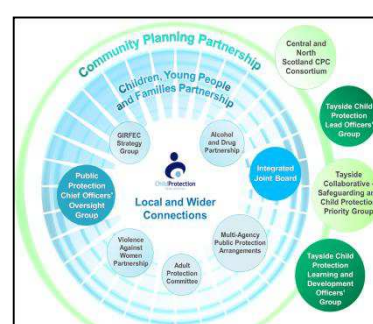 Community Planning Partnership
Children, Young People
and Families Partnership
Central and
North
Scotland CPC
Consortium
GIRFEC
Strategy
Group
Alcohol
and Drug
Partnership
Tayside Child
Protection
Lead Officers'
Group
Public
Protection
Chief Officers'
Oversight
Group
ChildProtection
Integrated
Joint Board
Local and Wider
Connections
Tayside
Collaborative -
Safeguarding and
Child Protection
Priority Group
Violence
Against
Women
Partnership
Multi-Agency
Public Protection
Arrangements
Adult
Protection
Committee
Tayside Child
Protection
Learning and
Development
Officers'
Group